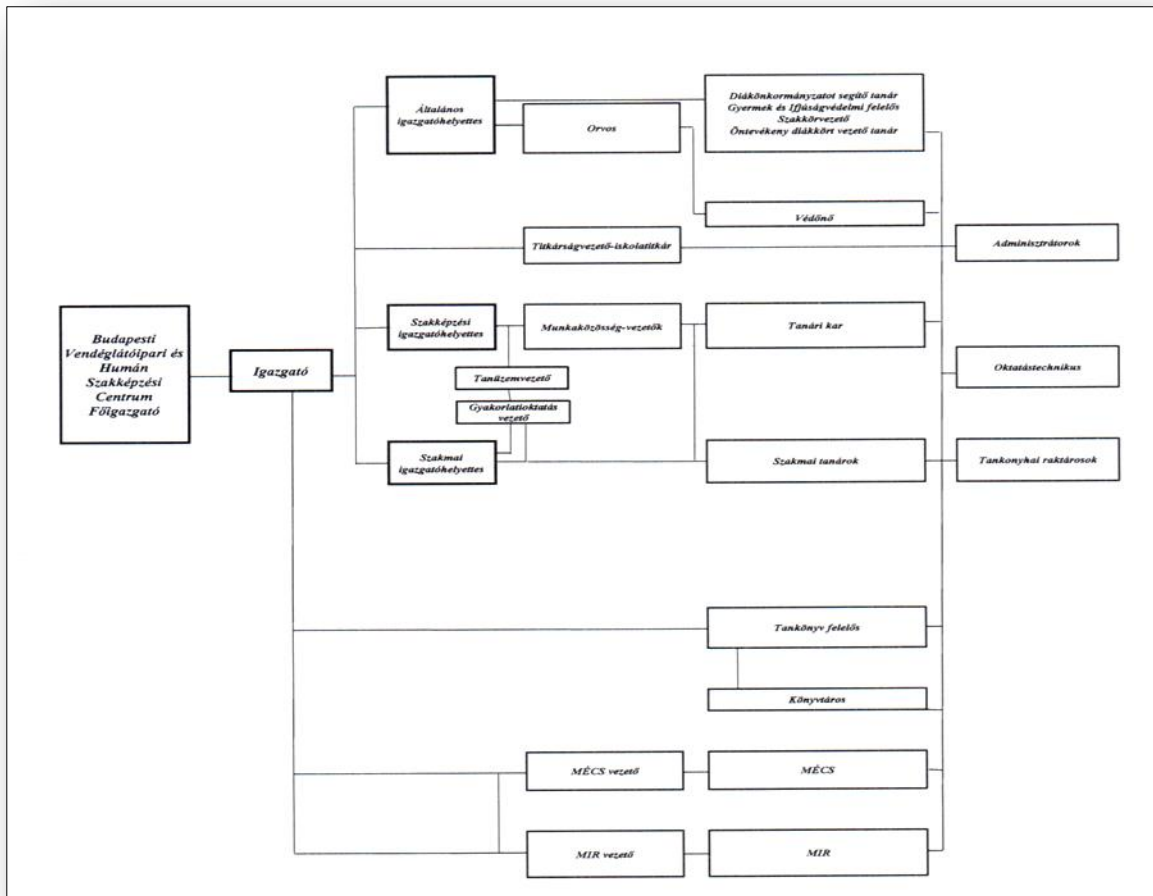 Általános
igazgatóhelyettes
Orvos
Diákönkormányzatot segítő tanár
Gyermek és Ifjúságvédelmi felelős
Szakkörvezető
Öntevékeny diákkört vezető tanár
Védőnő
Titkárságvezető-iskolatitkár
Adminisztrátorok
Budapesti
Vendéglátóipari és
Humán
Szakképzési
Centrum
Főigazgató
Igazgató
Szakképzési
igazgatóhelyettes
Munkaközösség-vezetők
Tanári kar
Tanüzemvezető
Gyakorlatioktatás
vezető
Oktatástechnikus
Szakmai
igazgatóhelyettes
Szakmai tanárok
Tankonyhai raktárosok
Tankönyv felelős
Könyvtáros
MÉCS vezető
MÉCS
MIR vezető
MIR